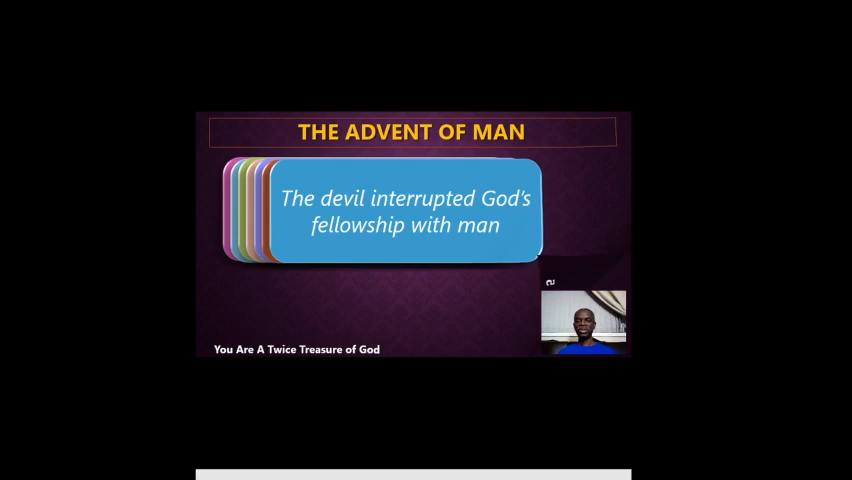 THE ADVENT OF MAN
The devil interrupted God's
fellowship with man
You Are A Twice Treasure of God